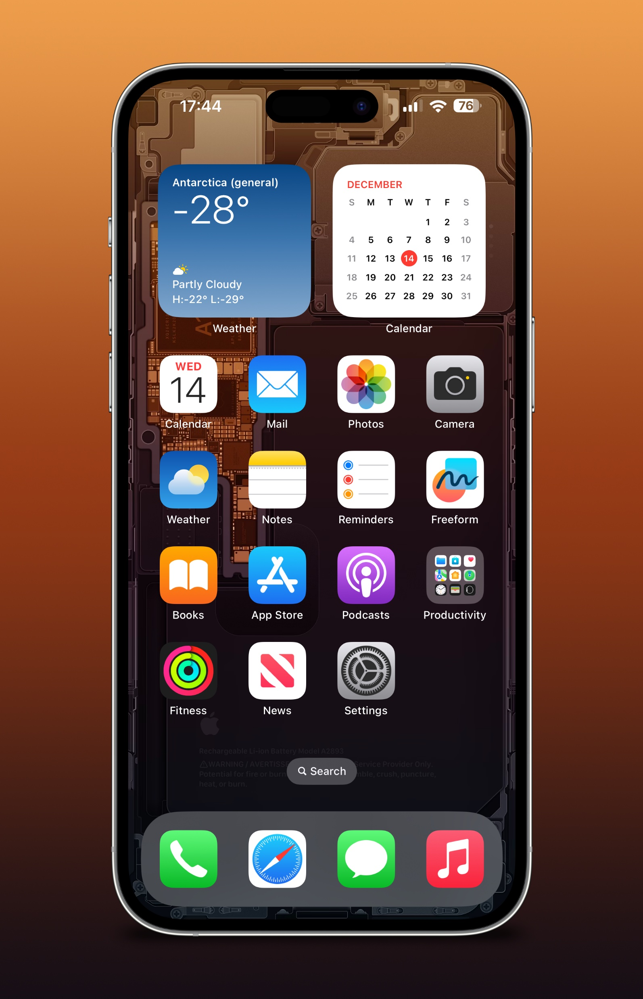 17:44
76
Antarctica (general)
-28°
Partly Cloudy
H:-22° L:-29°
Weather
DECEMBER
S M T W T F S
1 2 3
4 5 6 7 8 9 10
11 12 13 14 15 16 17
18 19 20 21 22 23 24
25 26 27 28 29 30 31
Calendar
WED
14
Calendar
Mail
Photos
Camera
Weather
Notes
Reminders
Freeform
Books
App Store
Podcasts
Productivity
Fitness
News
Settings
Rechargeable Li-ion Battery Model A2893
WARNING / Service Provider Only.
Potential for fire or burn crush, puncture,
heat, or burn.
Search